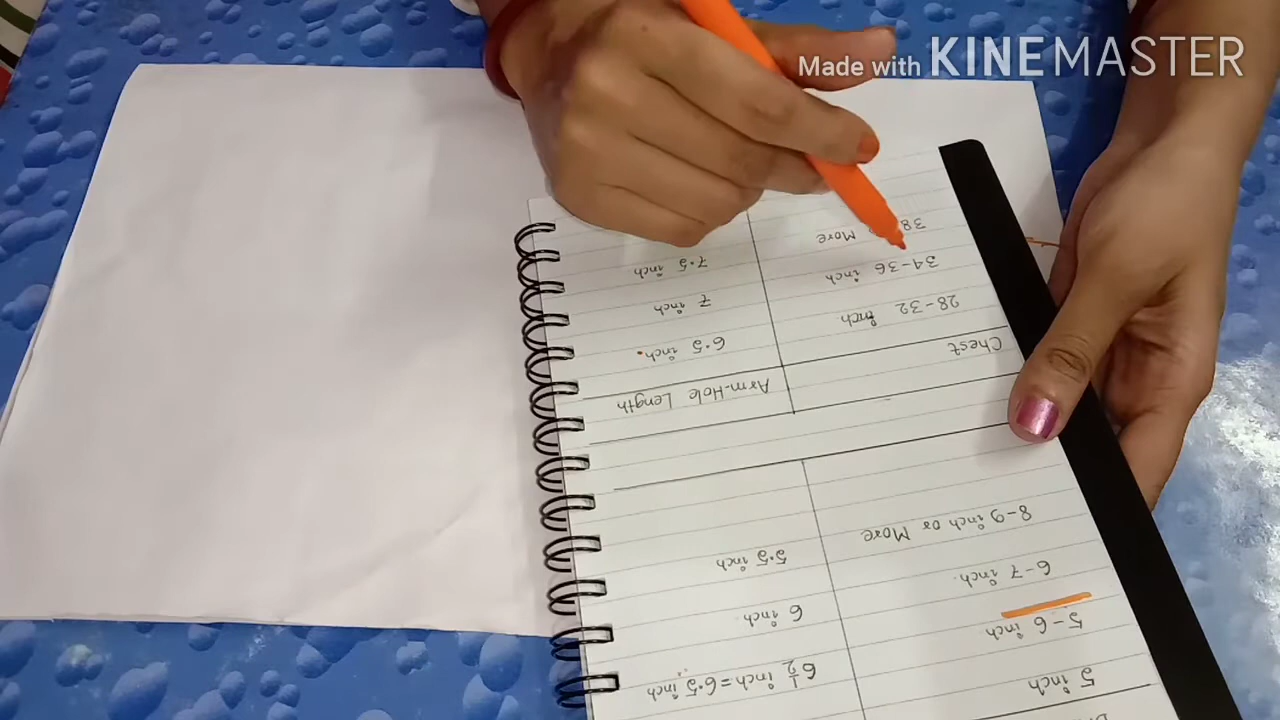 Made with KINEMASTER
5 inch
5-6 inch 6 1/2 inch = 6.5 inch
6-7 inch. 6 inch
8-9 inch or More 5.5 inch
Chest Arm-Hole Length
28-32 inch 6.5 inch.
34-36 inch 7 inch
38 More 7.5 inch